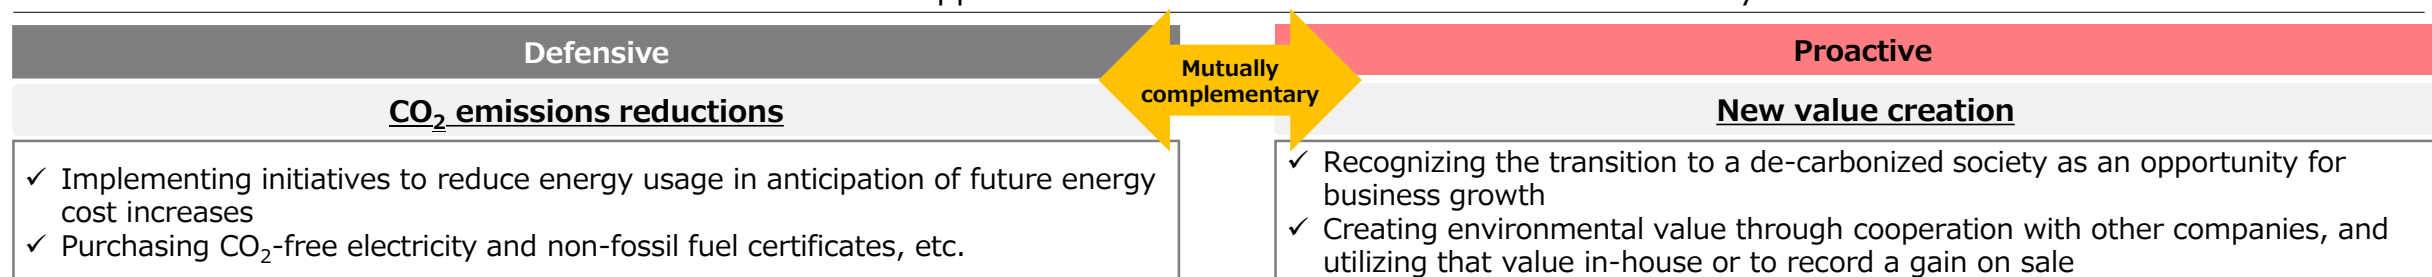 Defensive
Mutually
complementary
Proactive
CO₂ emissions reductions
New value creation
✓ Implementing initiatives to reduce energy usage in anticipation of future energy
cost increases
✓ Purchasing CO₂-free electricity and non-fossil fuel certificates, etc.
✓ Recognizing the transition to a de-carbonized society as an opportunity for
business growth
✓ Creating environmental value through cooperation with other companies, and
utilizing that value in-house or to record a gain on sale